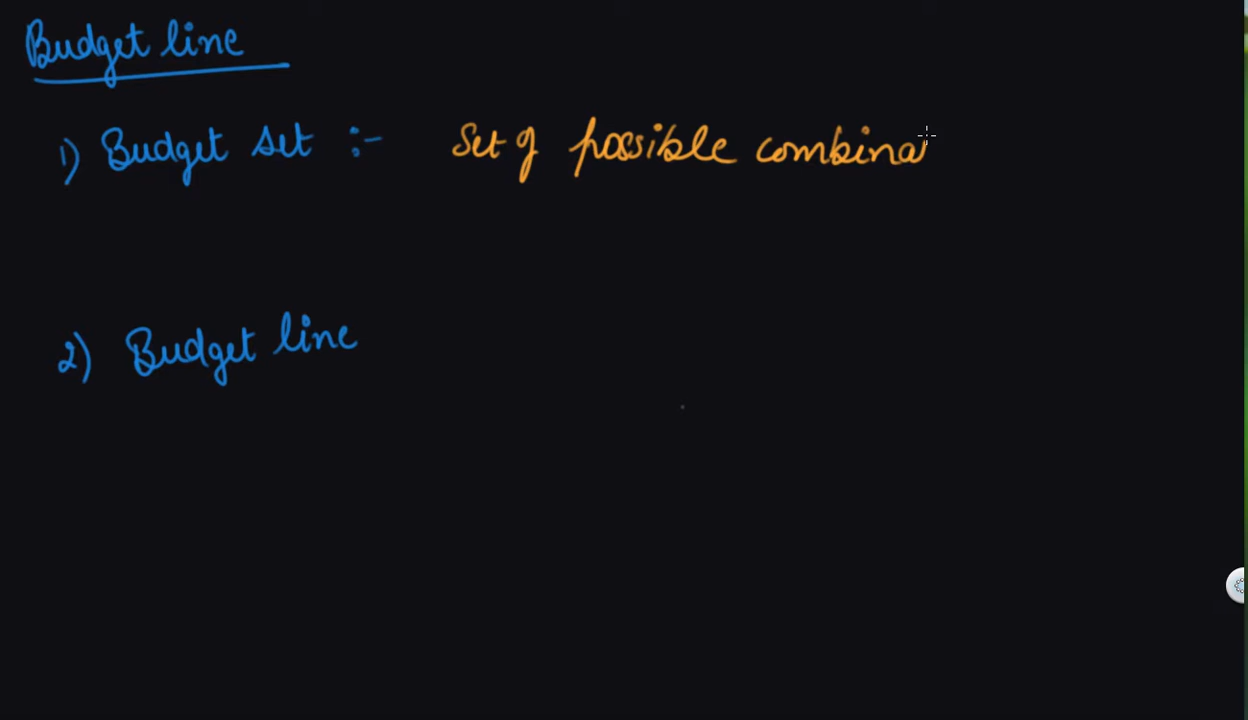 Budget line
1) Budget set :- Set of possible combina
2) Budget line